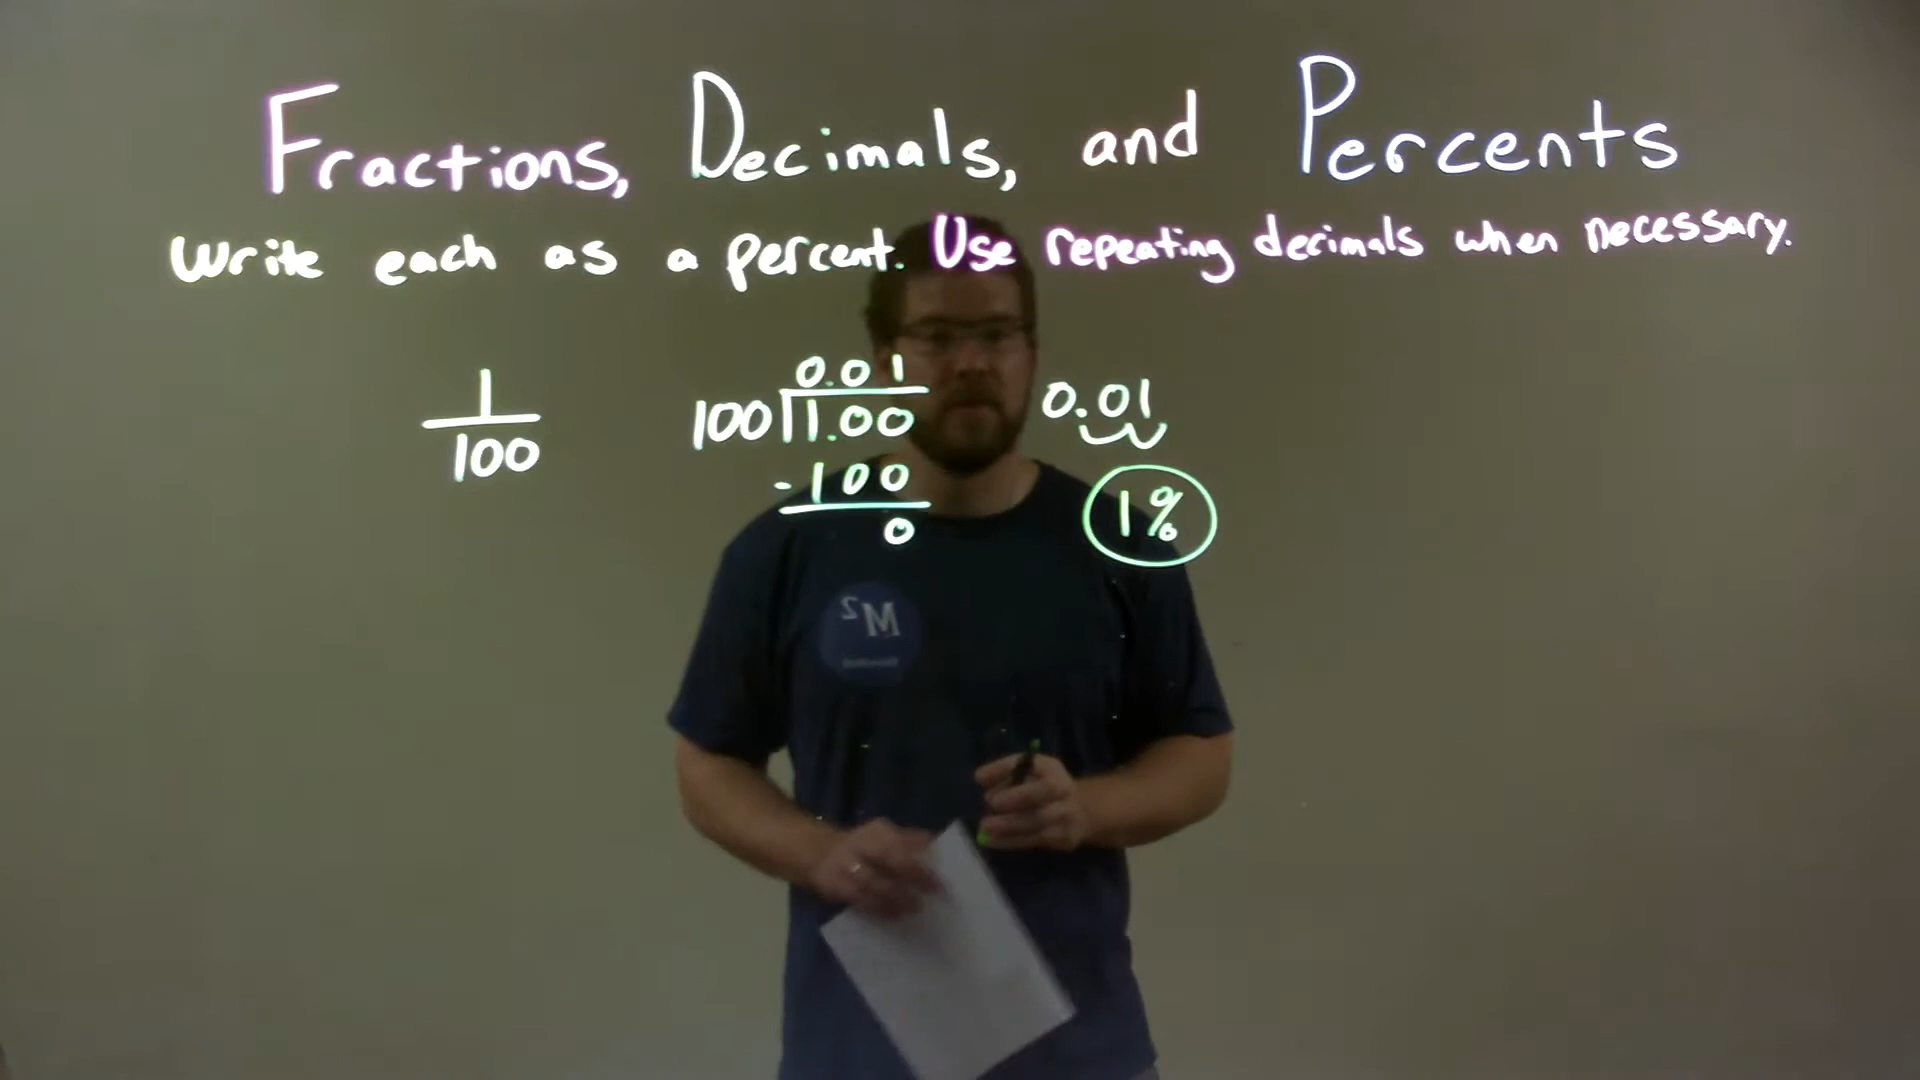 Fractions, Decimals, and Percents
Write each as a percent. Use repeating decimals when necessary.
1
100
0.01
100 1.00
- 100
0
0.01
1%
M2